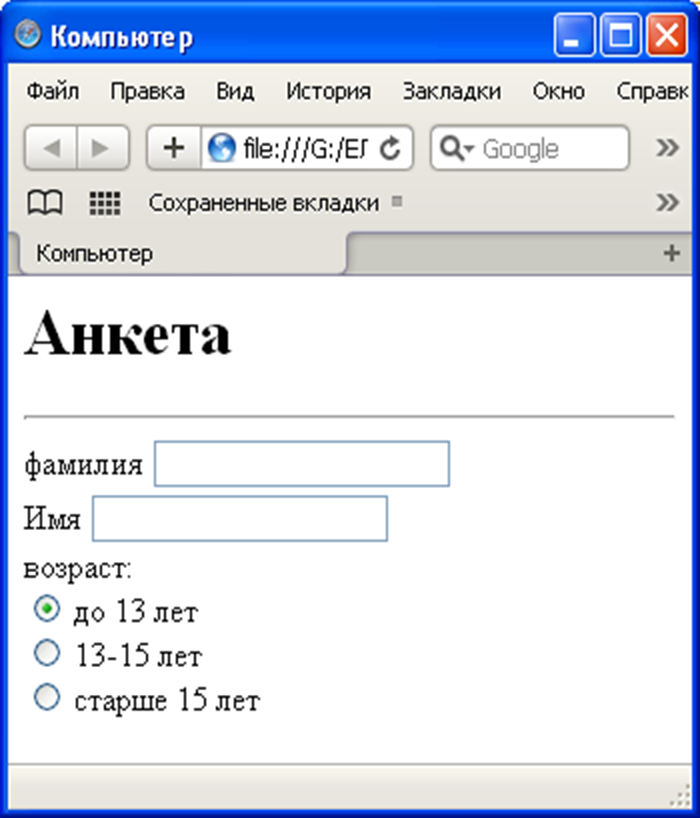 Компьютер
Файл Правка Вид История Закладки Окно Справк
file:///G:/ Google
Сохраненные вкладки
Компьютер
Анкета
фамилия
Имя
возраст:
до 13 лет
13-15 лет
старше 15 лет